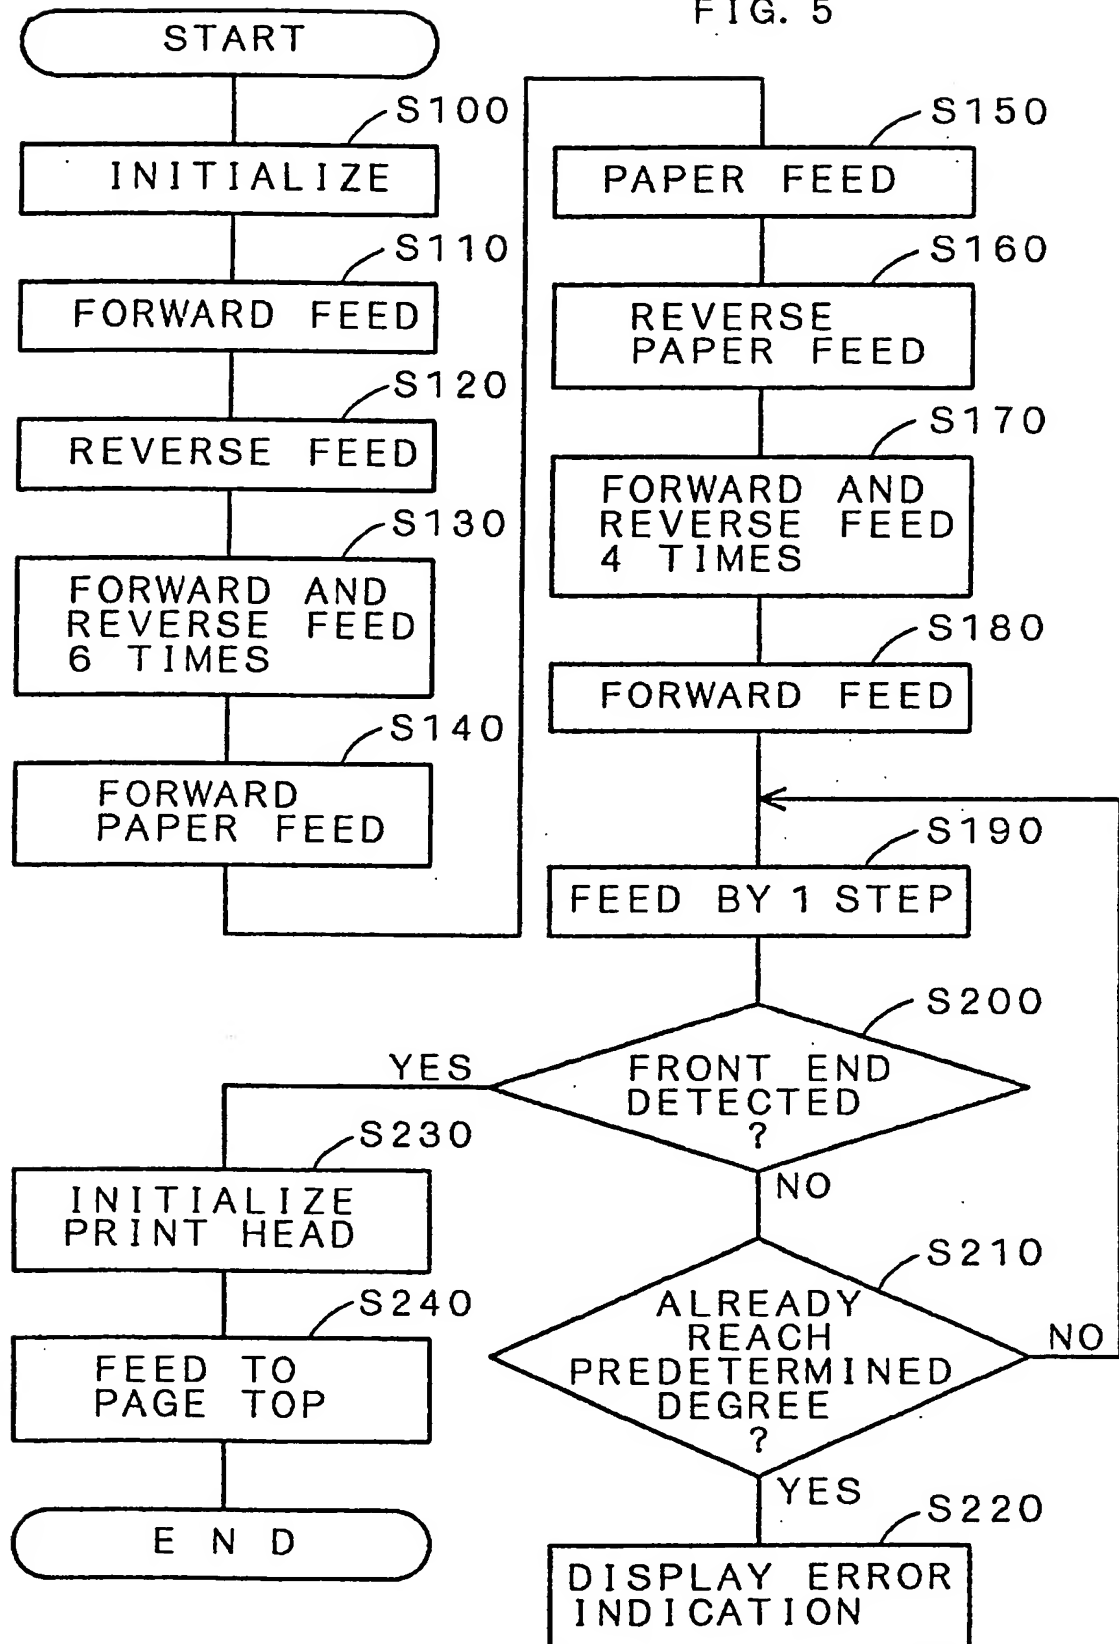 FIG. 5
START
S100
INITIALIZE
S110
FORWARD FEED
S120
REVERSE FEED
S130
FORWARD AND
REVERSE FEED
6 TIMES
S140
FORWARD
PAPER FEED
S150
PAPER FEED
S160
REVERSE
PAPER FEED
S170
FORWARD AND
REVERSE FEED
4 TIMES
S180
FORWARD FEED
S190
FEED BY 1 STEP
S200
FRONT END
DETECTED
?
YES
NO
S210
ALREADY
REACH
PREDETERMINED
DEGREE
?
NO
YES
S220
DISPLAY ERROR
INDICATION
S230
INITIALIZE
PRINT HEAD
S240
FEED TO
PAGE TOP
END